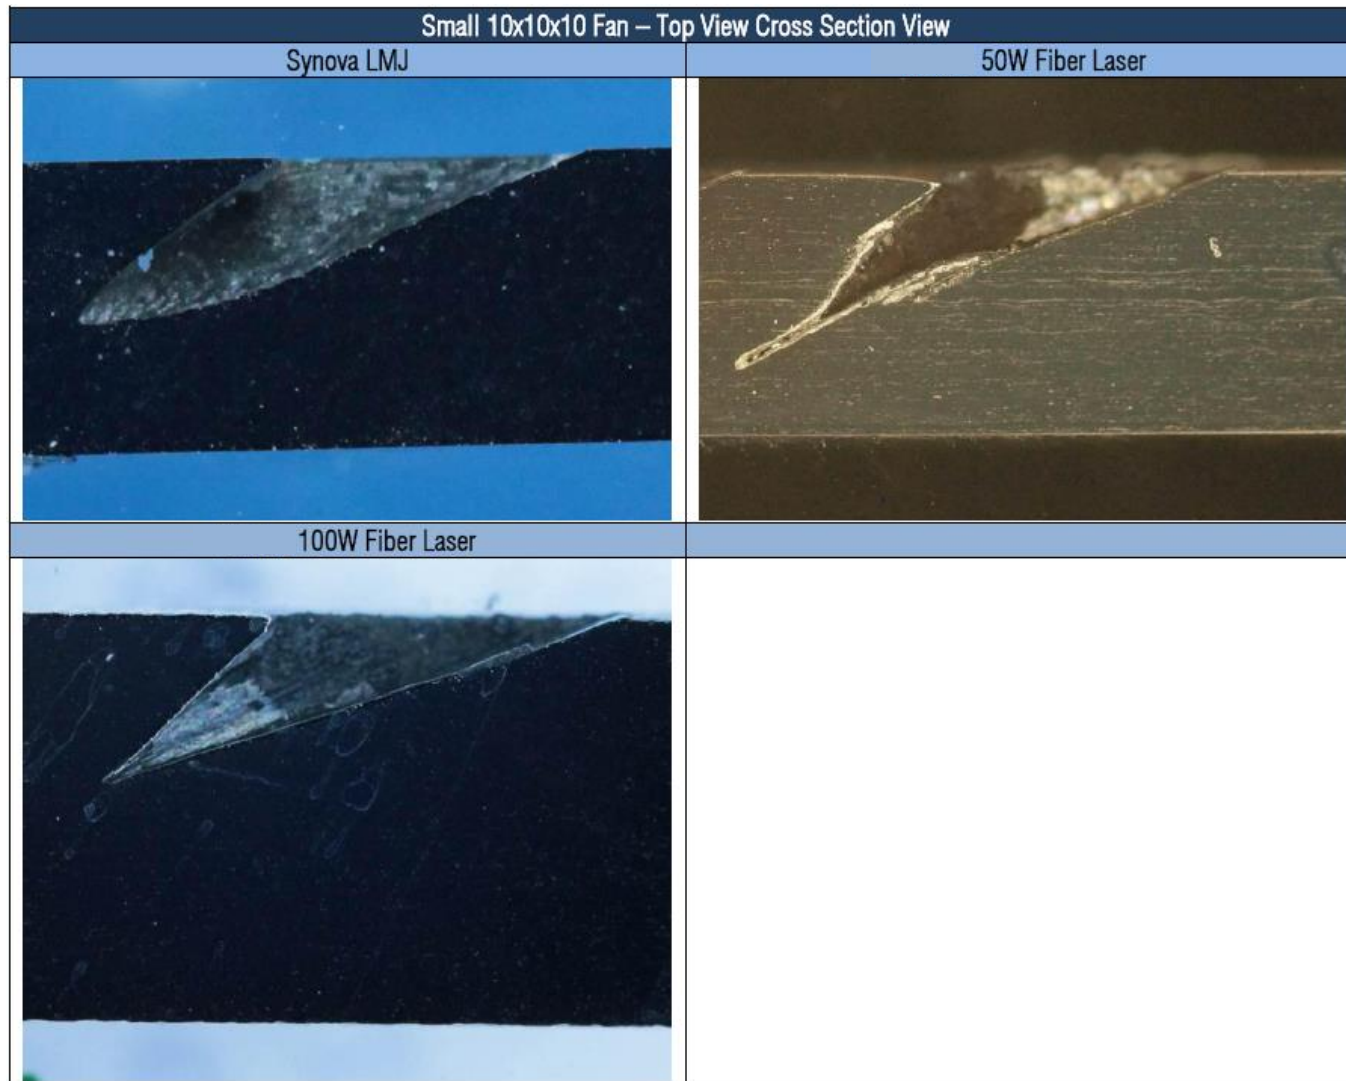 Small 10x10x10 Fan – Top View Cross Section View
Synova LMJ
50W Fiber Laser
100W Fiber Laser